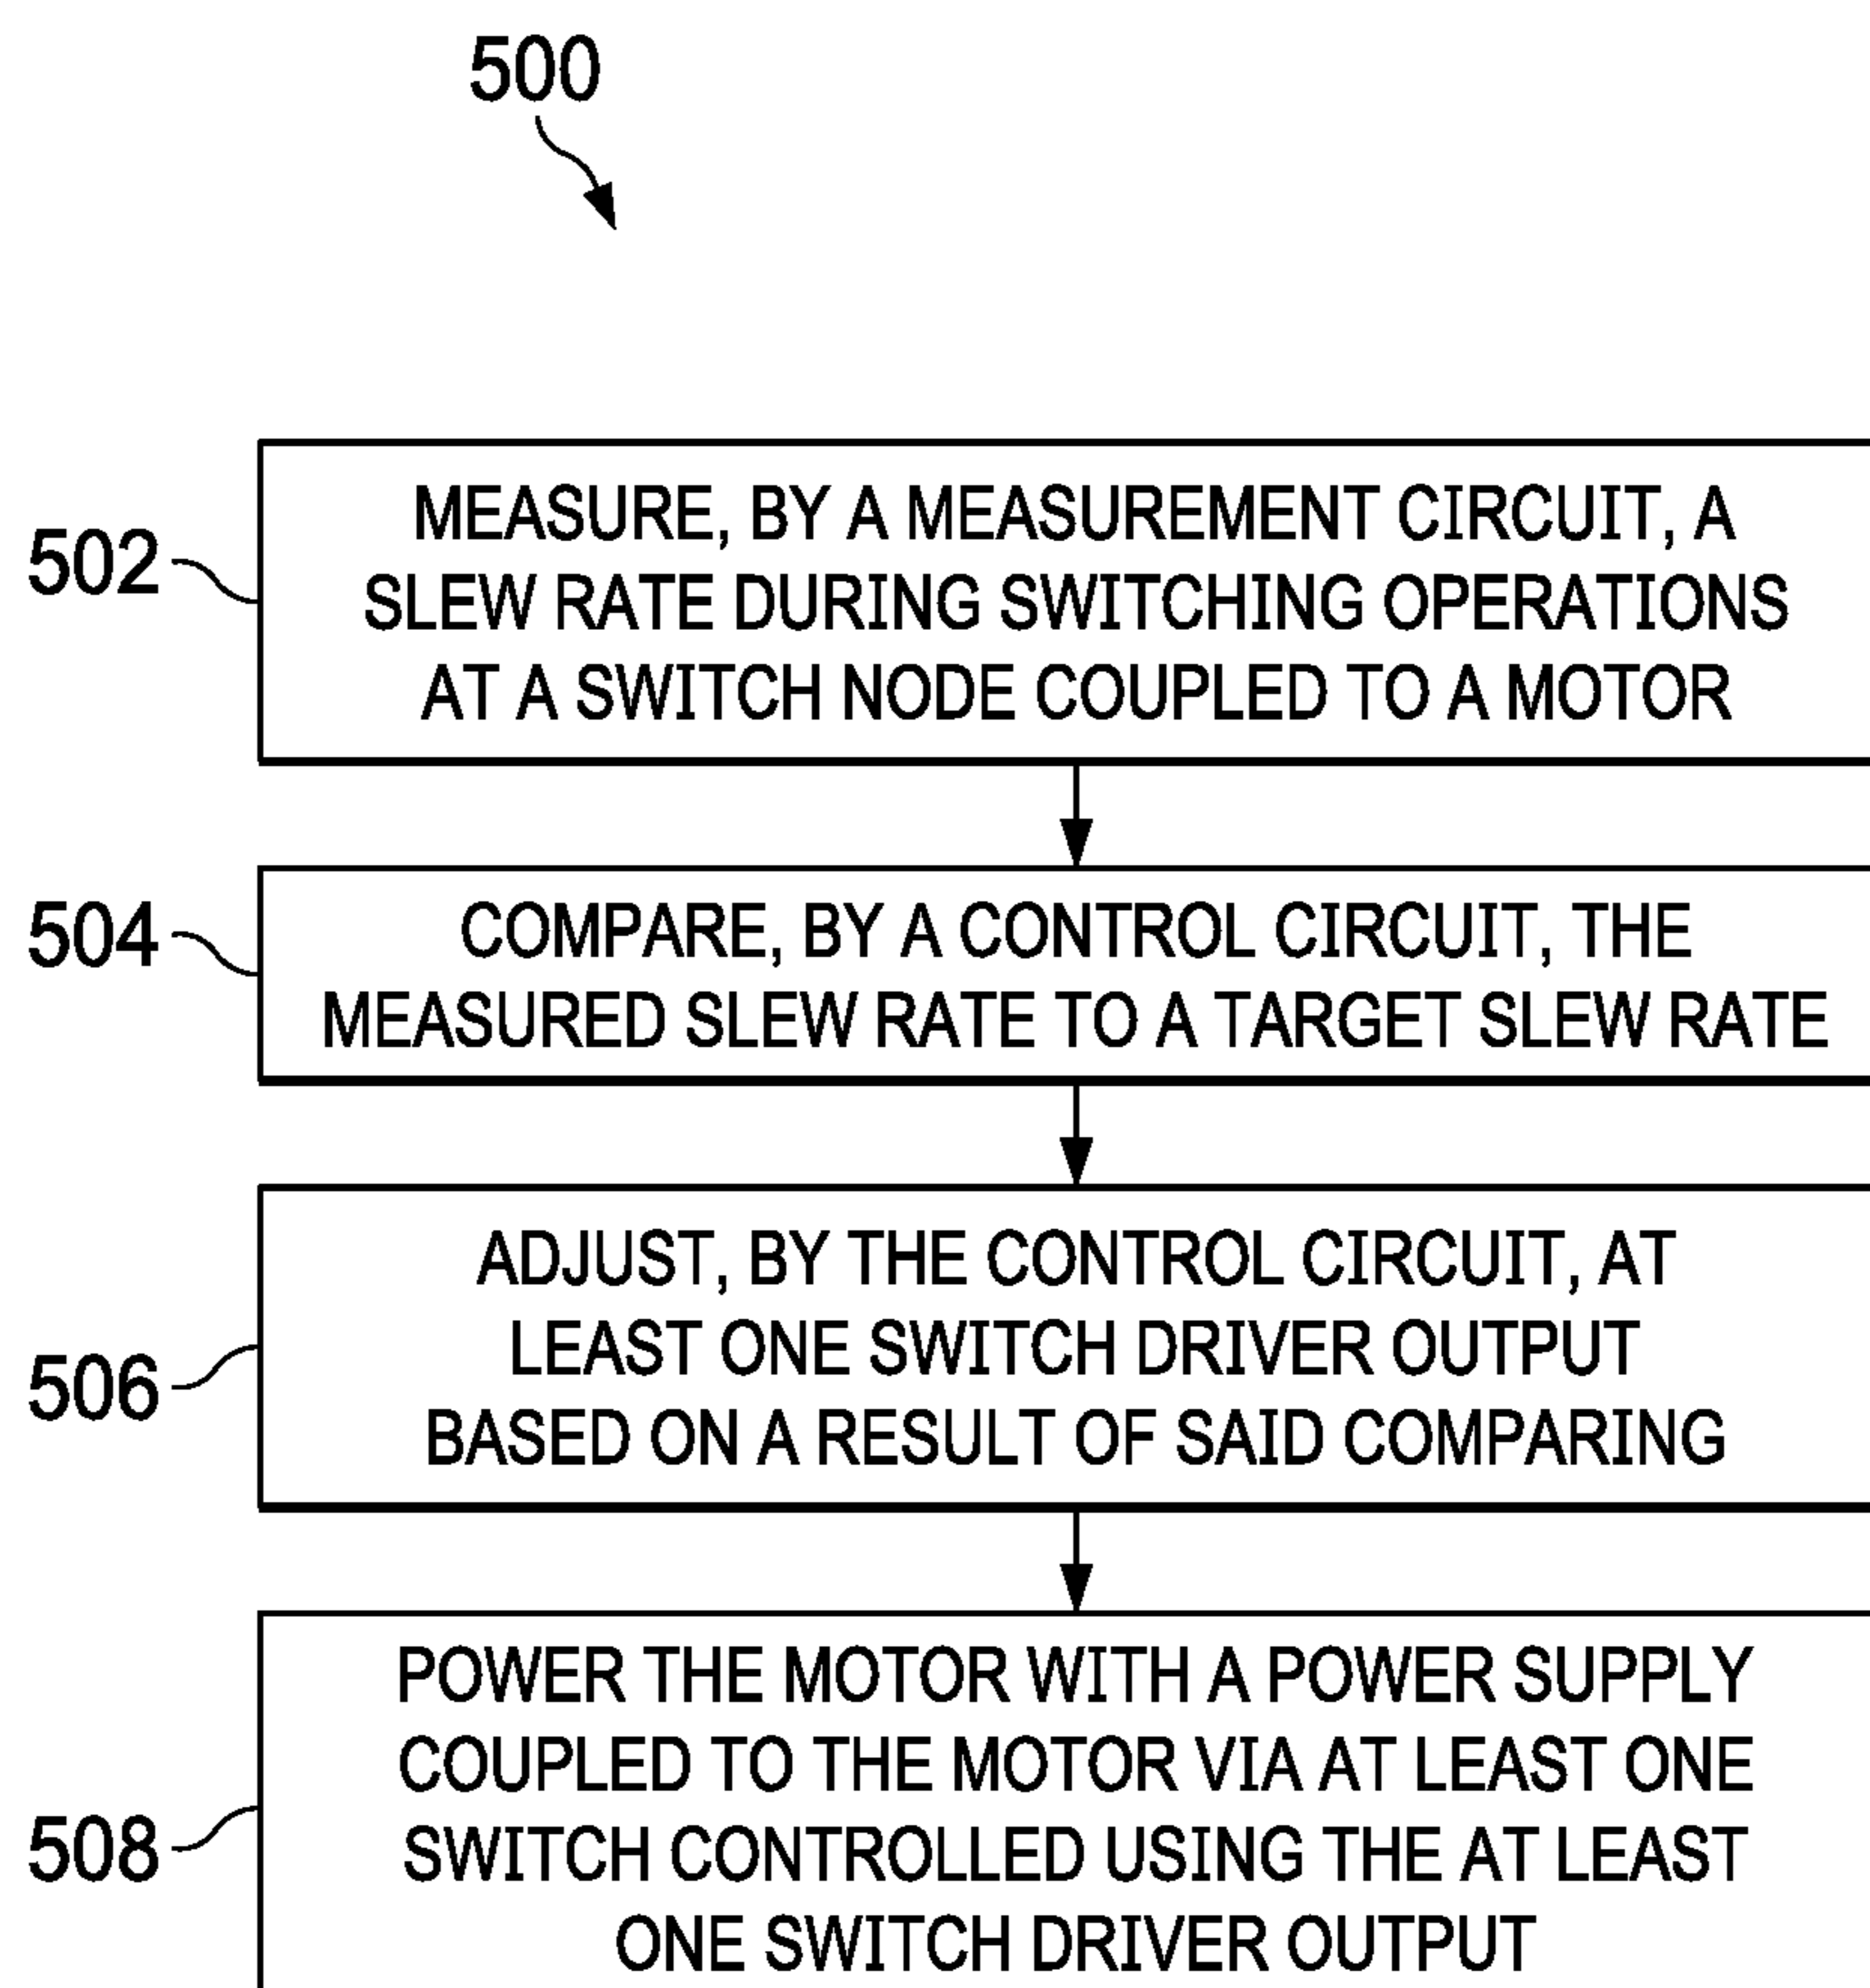 500
502
MEASURE, BY A MEASUREMENT CIRCUIT, A
SLEW RATE DURING SWITCHING OPERATIONS
AT A SWITCH NODE COUPLED TO A MOTOR
504
COMPARE, BY A CONTROL CIRCUIT, THE
MEASURED SLEW RATE TO A TARGET SLEW RATE
506
ADJUST, BY THE CONTROL CIRCUIT, AT
LEAST ONE SWITCH DRIVER OUTPUT
BASED ON A RESULT OF SAID COMPARING
508
POWER THE MOTOR WITH A POWER SUPPLY
COUPLED TO THE MOTOR VIA AT LEAST ONE
SWITCH CONTROLLED USING THE AT LEAST
ONE SWITCH DRIVER OUTPUT